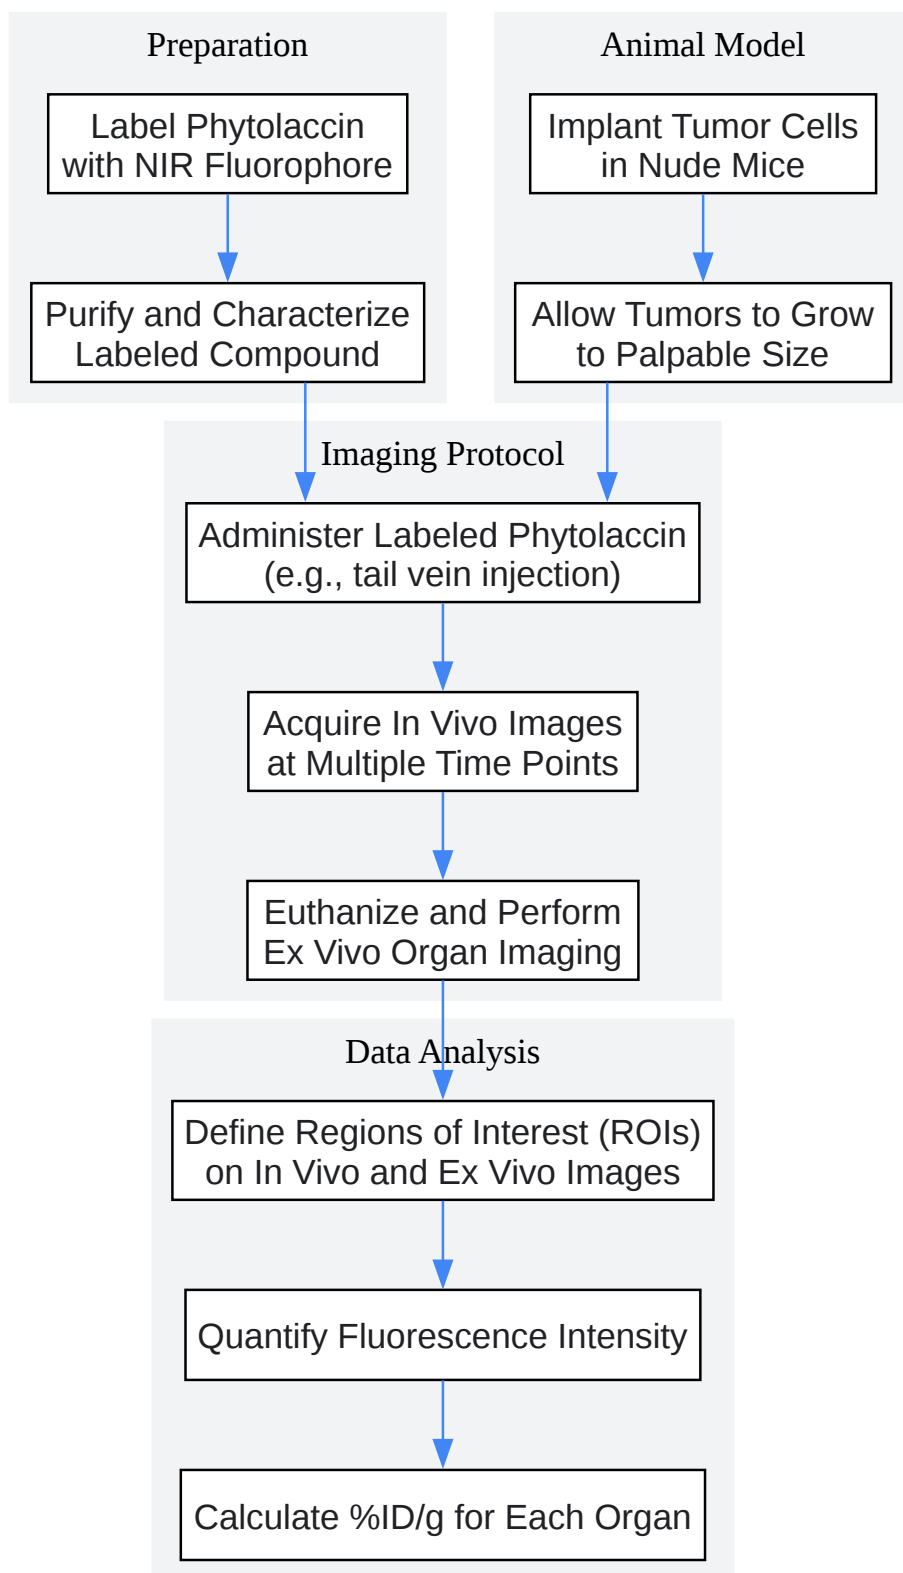 Preparation
Label Phytolaccin
with NIR Fluorophore
Purify and Characterize
Labeled Compound
Animal Model
Implant Tumor Cells
in Nude Mice
Allow Tumors to Grow
to Palpable Size
Imaging Protocol
Administer Labeled Phytolaccin
(e.g., tail vein injection)
Acquire In Vivo Images
at Multiple Time Points
Euthanize and Perform
Ex Vivo Organ Imaging
Data Analysis
Define Regions of Interest (ROIs)
on In Vivo and Ex Vivo Images
Quantify Fluorescence Intensity
Calculate %ID/g for Each Organ